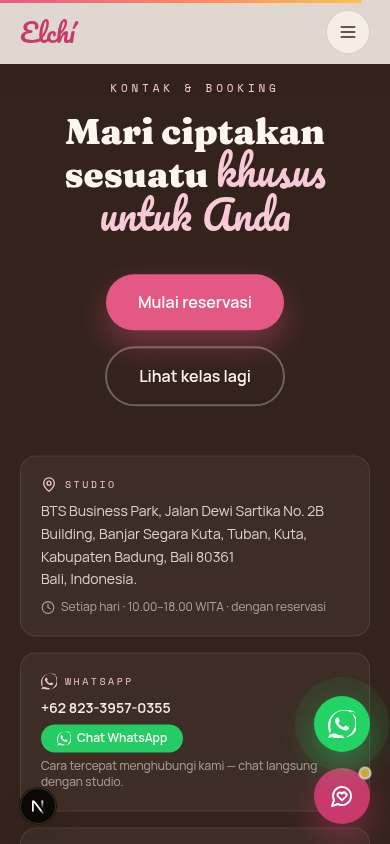 Elchí
KONTAK & BOOKING
Mari ciptakan
sesuatu khusus
untuk Anda
Mulai reservasi
Lihat kelas lagi
STUDIO
BTS Business Park, Jalan Dewi Sartika No. 2B
Building, Banjar Segara Kuta, Tuban, Kuta,
Kabupaten Badung, Bali 80361
Bali, Indonesia.
Setiap hari · 10.00–18.00 WITA · dengan reservasi
WHATSAPP
+62 823-3957-0355
Chat WhatsApp
Cara tercepat menghubungi kami — chat langsung
dengan studio.
N